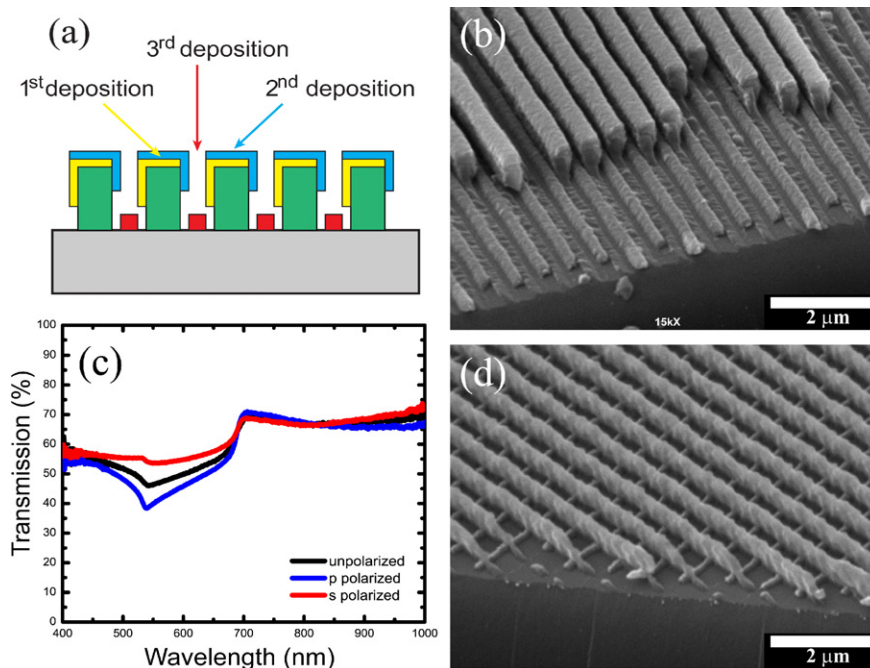 (a)
3rd deposition
1st deposition
2nd deposition
(b)
15kX
2 μm
(c)
Transmission (%)
100
90
80
70
60
50
40
30
20
10
0
400 500 600 700 800 900 1000
Wavelength (nm)
unpolarized
p polarized
s polarized
(d)
2 μm